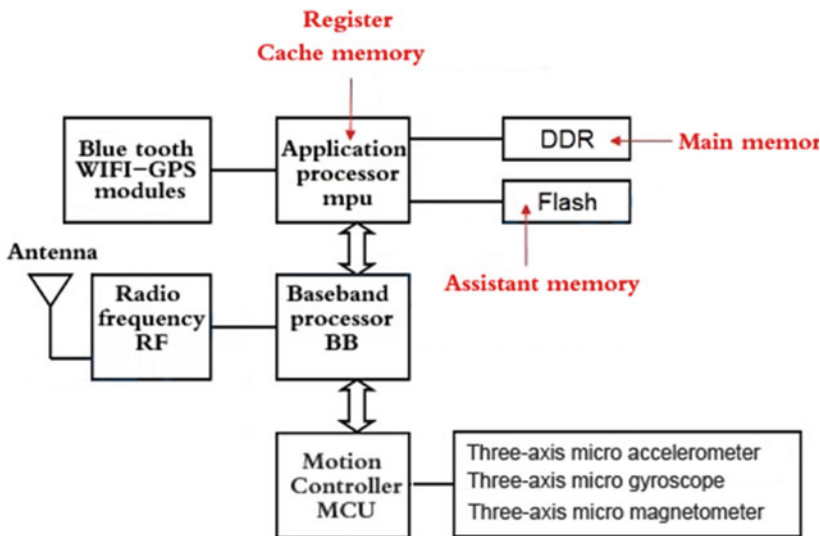 Register
Cache memory
Blue tooth
WIFI-GPS
modules
Application
processor
mpu
DDR
Main memor
Flash
Assistant memory
Antenna
Radio
frequency
RF
Baseband
processor
BB
Motion
Controller
MCU
Three-axis micro accelerometer
Three-axis micro gyroscope
Three-axis micro magnetometer